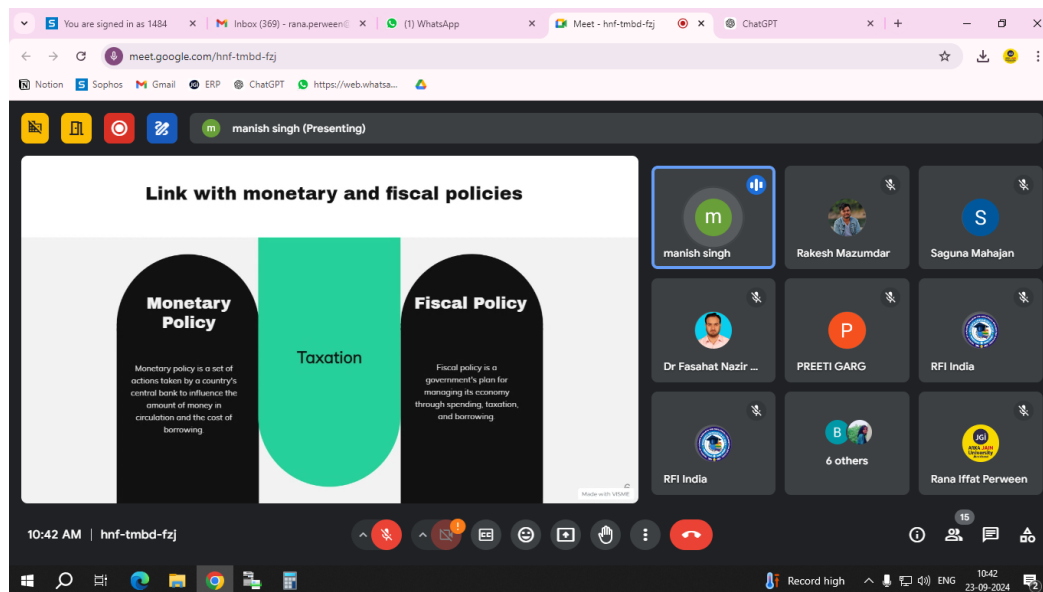 You are signed in as 1484
Inbox (369) - rana.perween
(1) WhatsApp
Meet - hnf-tmbd-fzj
ChatGPT
meet.google.com/hnf-tmbd-fzj
Notion
Sophos
Gmail
ERP
ChatGPT
https://web.whatsa...
m
manish singh (Presenting)
Link with monetary and fiscal policies
Monetary
Policy
Monetary policy is a set of
actions taken by a country's
central bank to influence the
amount of money in
circulation and the cost of
borrowing.
Taxation
Fiscal Policy
Fiscal policy is a
government's plan for
managing its economy
through spending, taxation,
and borrowing.
Made with VISME
m
manish singh
Rakesh Mazumdar
S
Saguna Mahajan
Dr Fasahat Nazir ...
P
PREETI GARG
RFI India
RFI India
B
6 others
JGI
ARKA JAIN
University
Rana Iffat Perween
10:42 AM | hnf-tmbd-fzj
15
Record high
ENG
10:42
23-09-2024
2